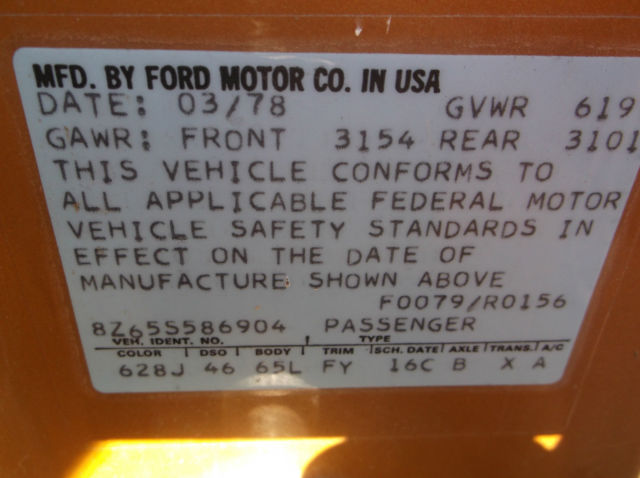 MFD. BY FORD MOTOR CO. IN USA
DATE: 03/78 GVWR 619
GAWR: FRONT 3154 REAR 3101
THIS VEHICLE CONFORMS TO
ALL APPLICABLE FEDERAL MOTOR
VEHICLE SAFETY STANDARDS IN
EFFECT ON THE DATE OF
MANUFACTURE SHOWN ABOVE
F0079/R0156
8Z65S586904 PASSENGER
VEH. IDENT. NO. TYPE
COLOR DSO BODY TRIM SCH. DATE AXLE TRANS. A/C
628J 46 65L FY 16C B X A